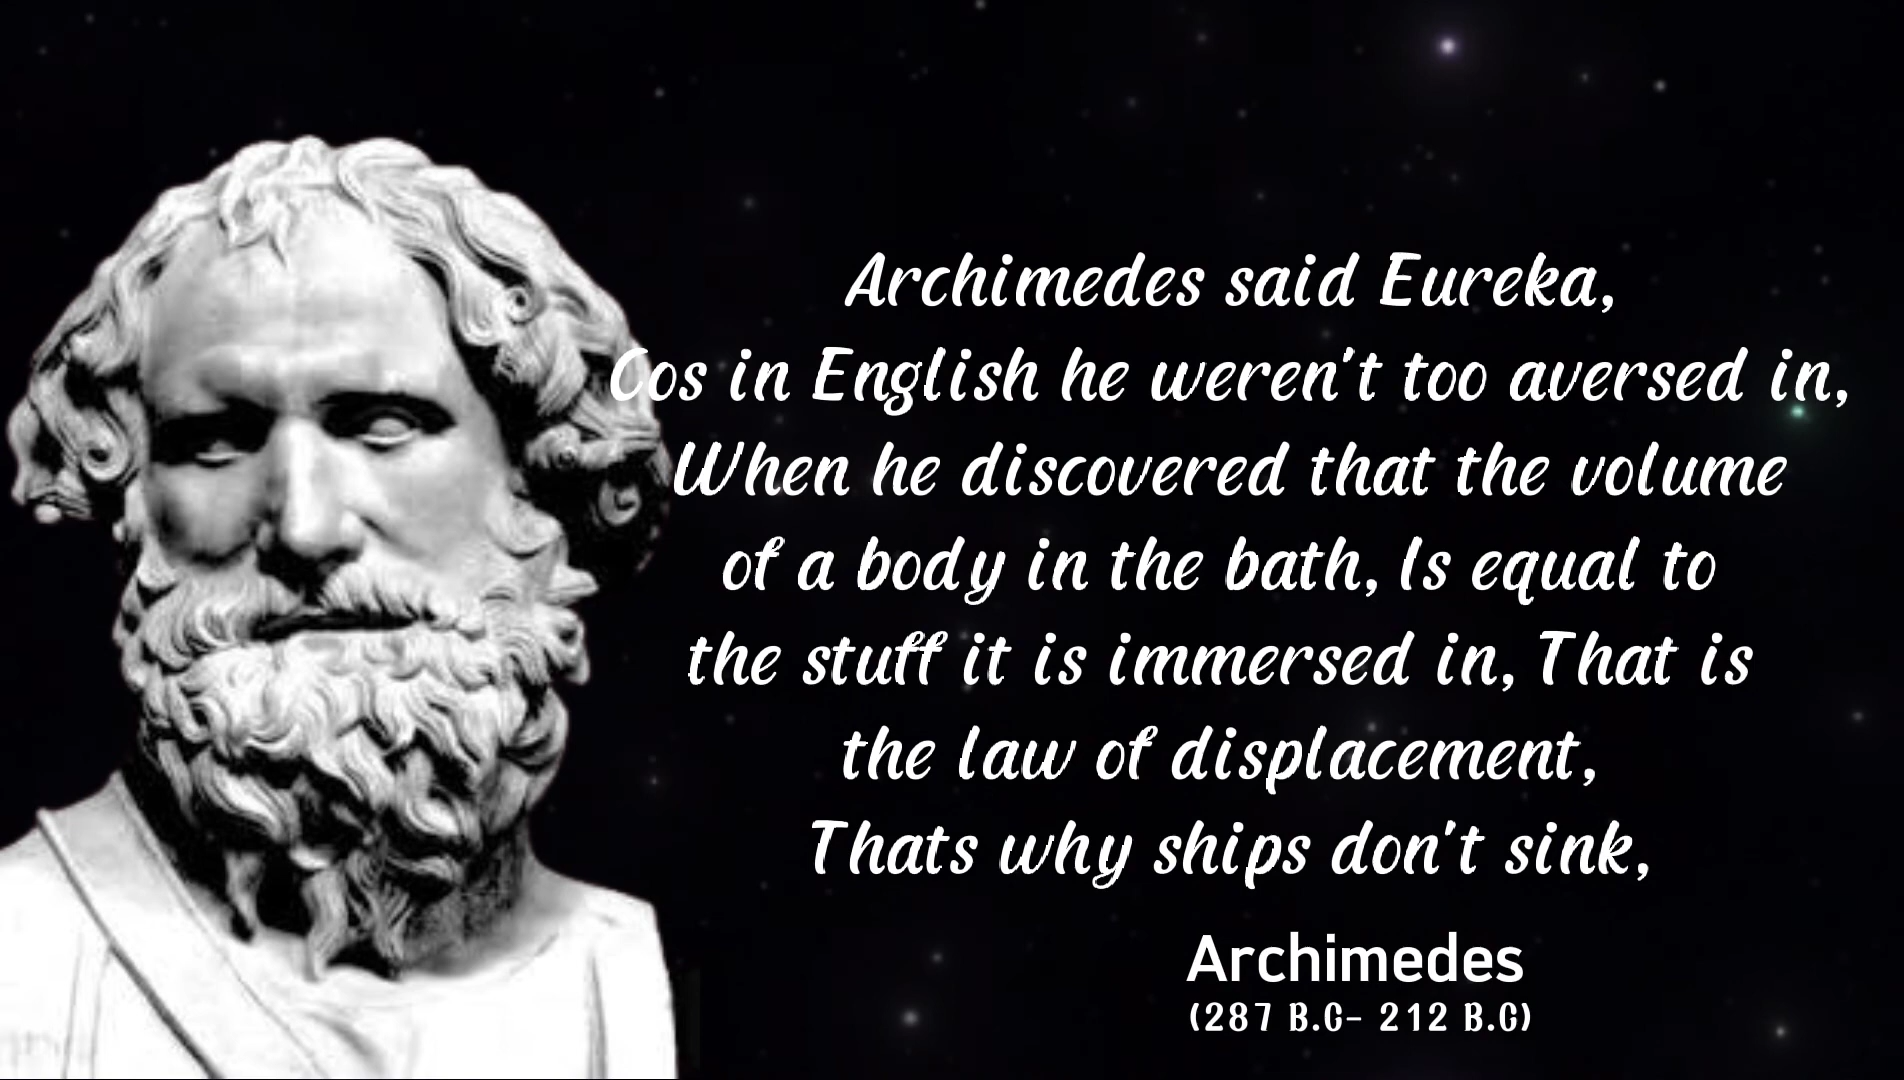 Archimedes said Eureka,
Cos in English he weren't too aversed in,
When he discovered that the volume
of a body in the bath, Is equal to
the stuff it is immersed in, That is
the law of displacement,
Thats why ships don't sink,
Archimedes
(287 B.C- 212 B.C)